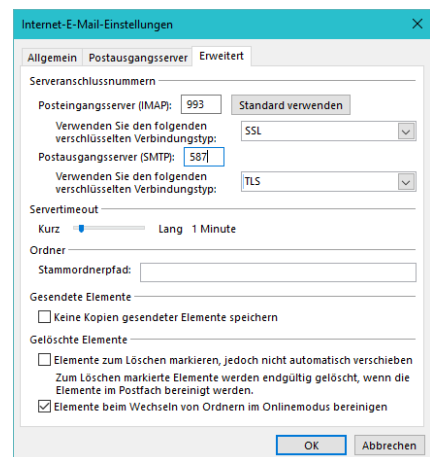 Internet-E-Mail-Einstellungen
Allgemein Postausgangsserver Erweitert
Serveranschlussnummern
Posteingangsserver (IMAP): 993 Standard verwenden
Verwenden Sie den folgenden
verschlüsselten Verbindungstyp: SSL
Postausgangsserver (SMTP): 587
Verwenden Sie den folgenden
verschlüsselten Verbindungstyp: TLS
Servertimeout
Kurz Lang 1 Minute
Ordner
Stammordnerpfad:
Gesendete Elemente
Keine Kopien gesendeter Elemente speichern
Gelöschte Elemente
Elemente zum Löschen markieren, jedoch nicht automatisch verschieben
Zum Löschen markierte Elemente werden endgültig gelöscht, wenn die
Elemente im Postfach bereinigt werden.
Elemente beim Wechseln von Ordnern im Onlinemodus bereinigen
OK Abbrechen